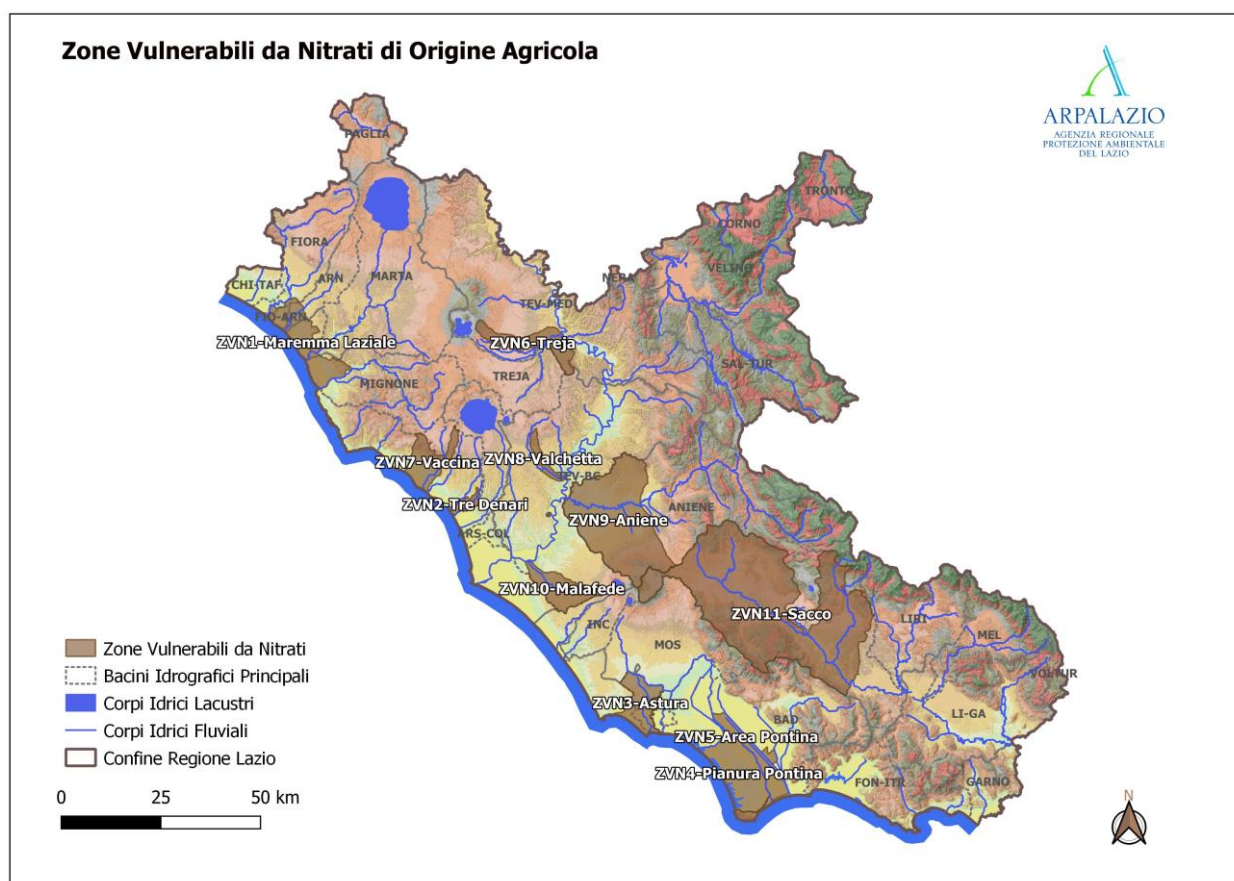 Zone Vulnerabili da Nitrati di Origine Agricola
ARPALAZIO
AGENZIA REGIONALE
PROTEZIONE AMBIENTALE
DEL LAZIO
PAGLIA
TRONTO
CORNO
FIORA
VELINO
CHI-TAF
ARN
MARTA
NERA
TEV-MED
FIO-ARN
ZVN1-Maremma Laziale
ZVN6-Treja
SAL-TUR
MIGNONE
TREJA
ZVN7-Vaccina
ZVN8-Valchetta
TEV-BC
ZVN2-Tre Denari
ZVN9-Aniene
ANIENE
ARS-COL
ZVN10-Malafede
ZVN11-Sacco
INC
LIRI
MEL
MOS
VOLTUR
ZVN3-Astura
LI-GA
BAD
ZVN5-Area Pontina
ZVN4-Pianura Pontina
FON-ITR
GARNO
Zone Vulnerabili da Nitrati
Bacini Idrografici Principali
Corpi Idrici Lacustri
Corpi Idrici Fluviali
Confine Regione Lazio
0 25 50 km
N